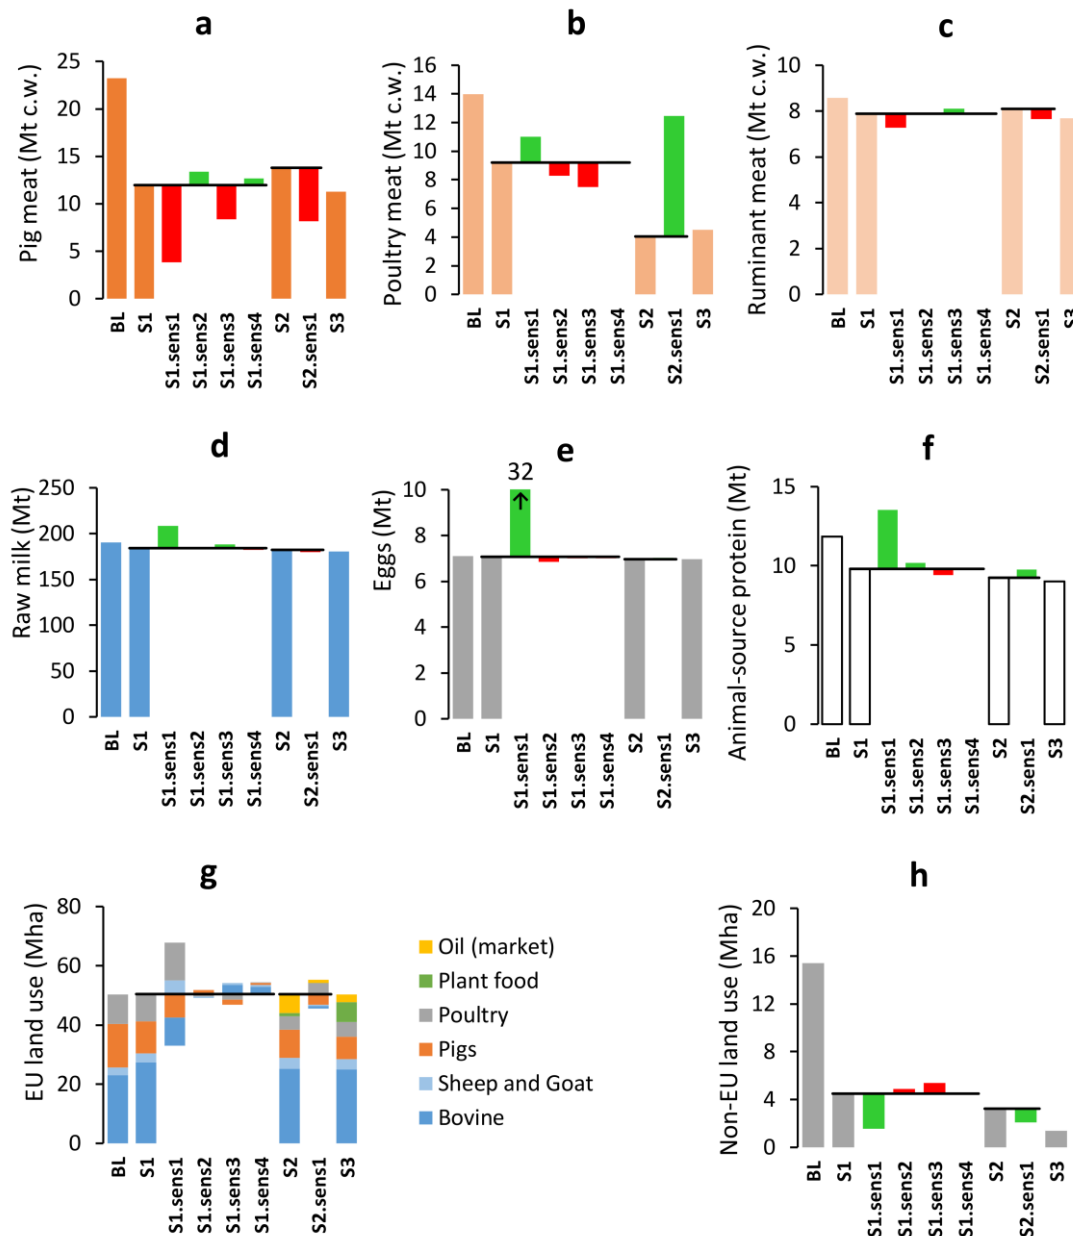 a
Pig meat (Mt c.w.)
25
20
15
10
5
0
BL
S1
S1.sens1
S1.sens2
S1.sens3
S1.sens4
S2
S2.sens1
S3
b
Poultry meat (Mt c.w.)
16
14
12
10
8
6
4
2
0
BL
S1
S1.sens1
S1.sens2
S1.sens3
S1.sens4
S2
S2.sens1
S3
c
Ruminant meat (Mt c.w.)
10
8
6
4
2
0
BL
S1
S1.sens1
S1.sens2
S1.sens3
S1.sens4
S2
S2.sens1
S3
d
Raw milk (Mt)
250
200
150
100
50
0
BL
S1
S1.sens1
S1.sens2
S1.sens3
S1.sens4
S2
S2.sens1
S3
e
Eggs (Mt)
32
10
8
6
4
2
0
BL
S1
S1.sens1
S1.sens2
S1.sens3
S1.sens4
S2
S2.sens1
S3
f
Animal-source protein (Mt)
15
10
5
0
BL
S1
S1.sens1
S1.sens2
S1.sens3
S1.sens4
S2
S2.sens1
S3
g
EU land use (Mha)
80
60
40
20
0
BL
S1
S1.sens1
S1.sens2
S1.sens3
S1.sens4
S2
S2.sens1
S3
Oil (market)
Plant food
Poultry
Pigs
Sheep and Goat
Bovine
h
Non-EU land use (Mha)
20
16
12
8
4
0
BL
S1
S1.sens1
S1.sens2
S1.sens3
S1.sens4
S2
S2.sens1
S3